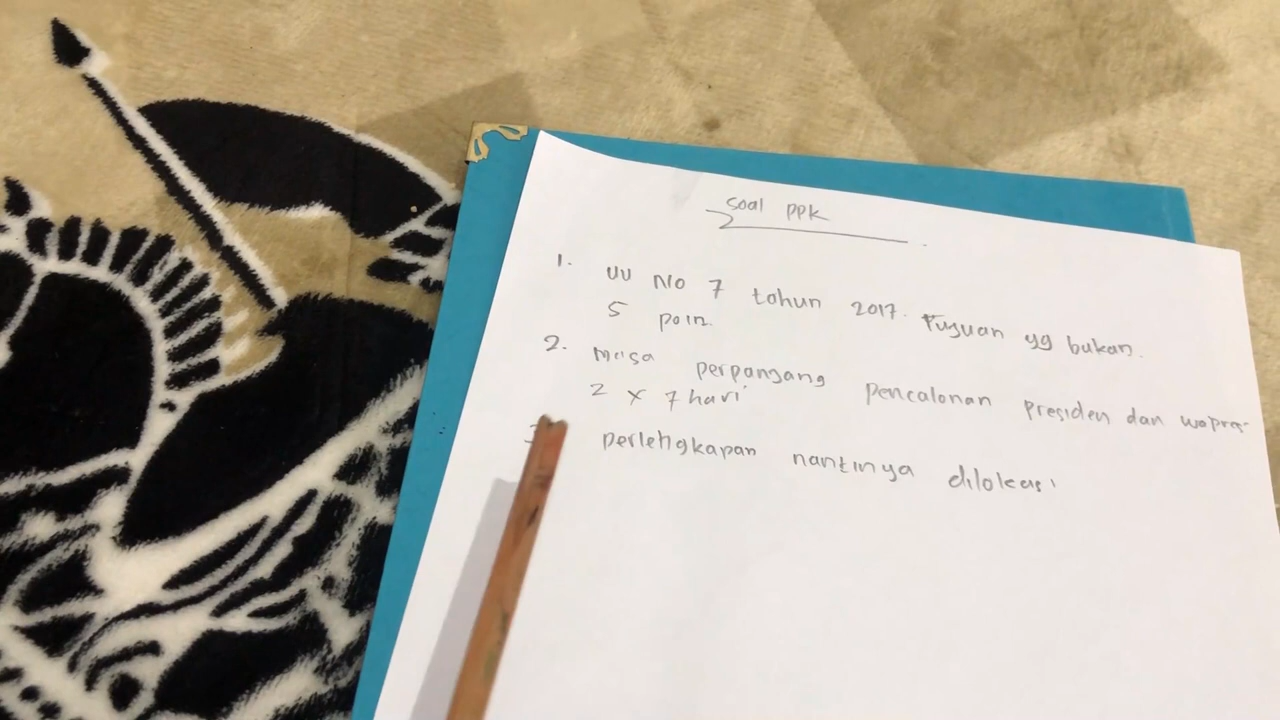 Soal PPK
1. UU No 7 tahun 2017. Tujuan yg bukan.
5 poin.
2. Masa perpanjang pencalonan presiden dan wapres
2 x 7 hari
3. perlengkapan nantinya dilokasi